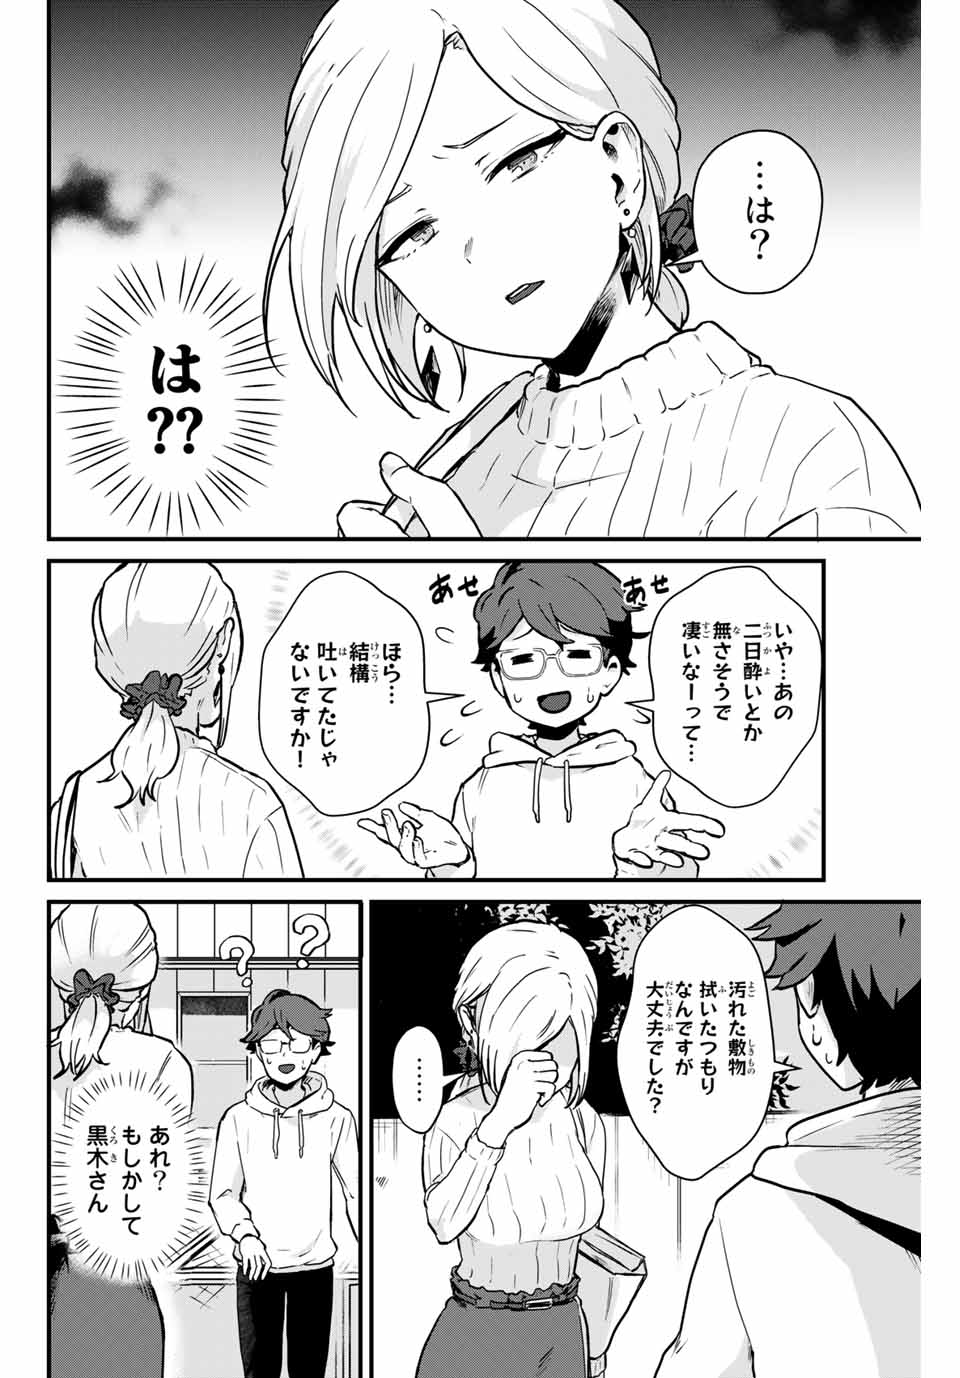 …は？
は??
いや…あの
二日酔いとか
無さそうで
凄いなーって…
あせ
あせ
ほら…
結構
吐いてたじゃ
ないですか！
汚れた敷物
拭いたつもり
なんですが
大丈夫でした？
……
？
？
あれ？
もしかして
黒木さん